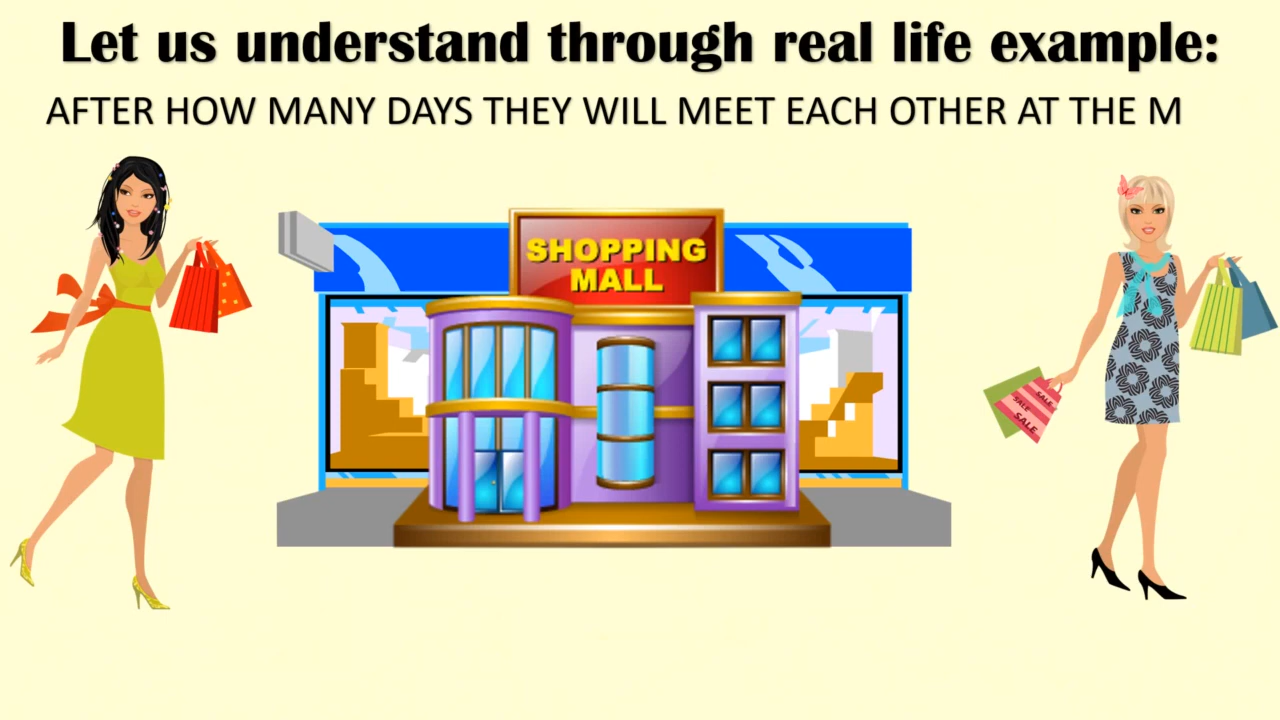 Let us understand through real life example:
AFTER HOW MANY DAYS THEY WILL MEET EACH OTHER AT THE M
SHOPPING
MALL
SALE
SALE
SALE